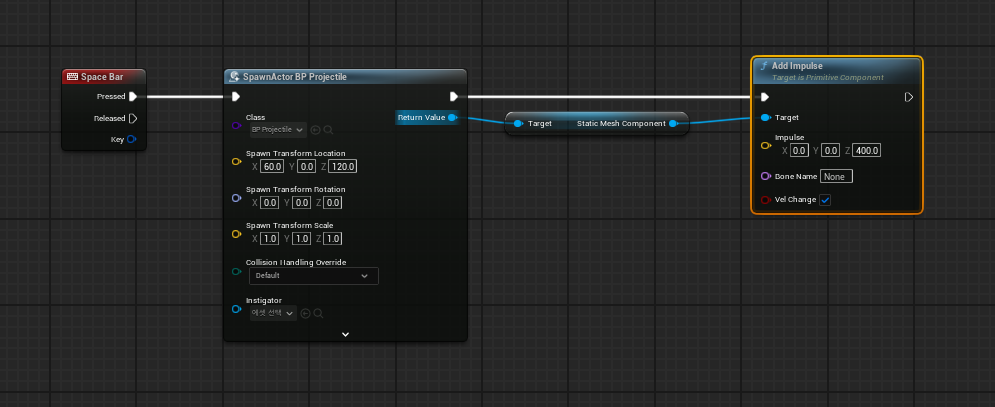 Space Bar
Pressed
Released
Key
SpawnActor BP Projectile
Return Value
Class
BP Projectile
Spawn Transform Location
X 60.0 Y 0.0 Z 120.0
Spawn Transform Rotation
X 0.0 Y 0.0 Z 0.0
Spawn Transform Scale
X 1.0 Y 1.0 Z 1.0
Collision Handling Override
Default
Instigator
에셋 선택
Target Static Mesh Component
f Add Impulse
Target is Primitive Component
Target
Impulse
X 0.0 Y 0.0 Z 400.0
Bone Name None
Vel Change